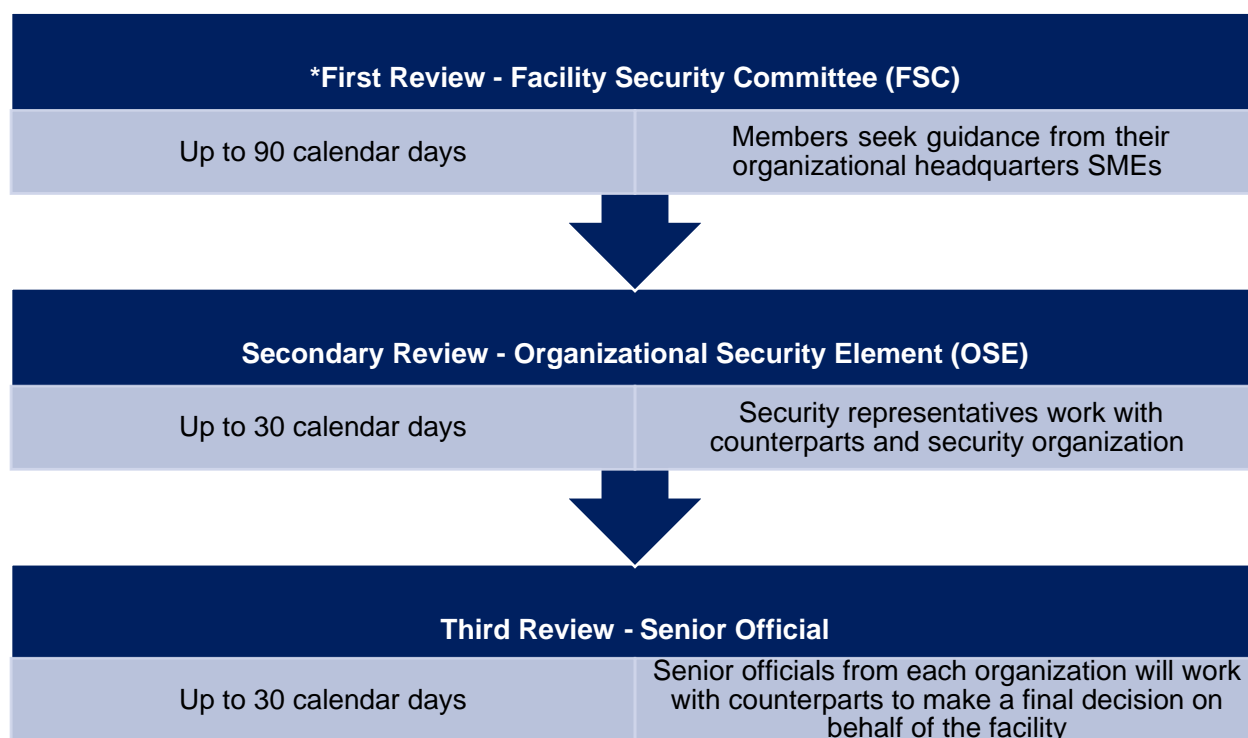 *First Review - Facility Security Committee (FSC)
Up to 90 calendar days
Members seek guidance from their
organizational headquarters SMEs
Secondary Review - Organizational Security Element (OSE)
Up to 30 calendar days
Security representatives work with
counterparts and security organization
Third Review - Senior Official
Up to 30 calendar days
Senior officials from each organization will work
with counterparts to make a final decision on
behalf of the facility